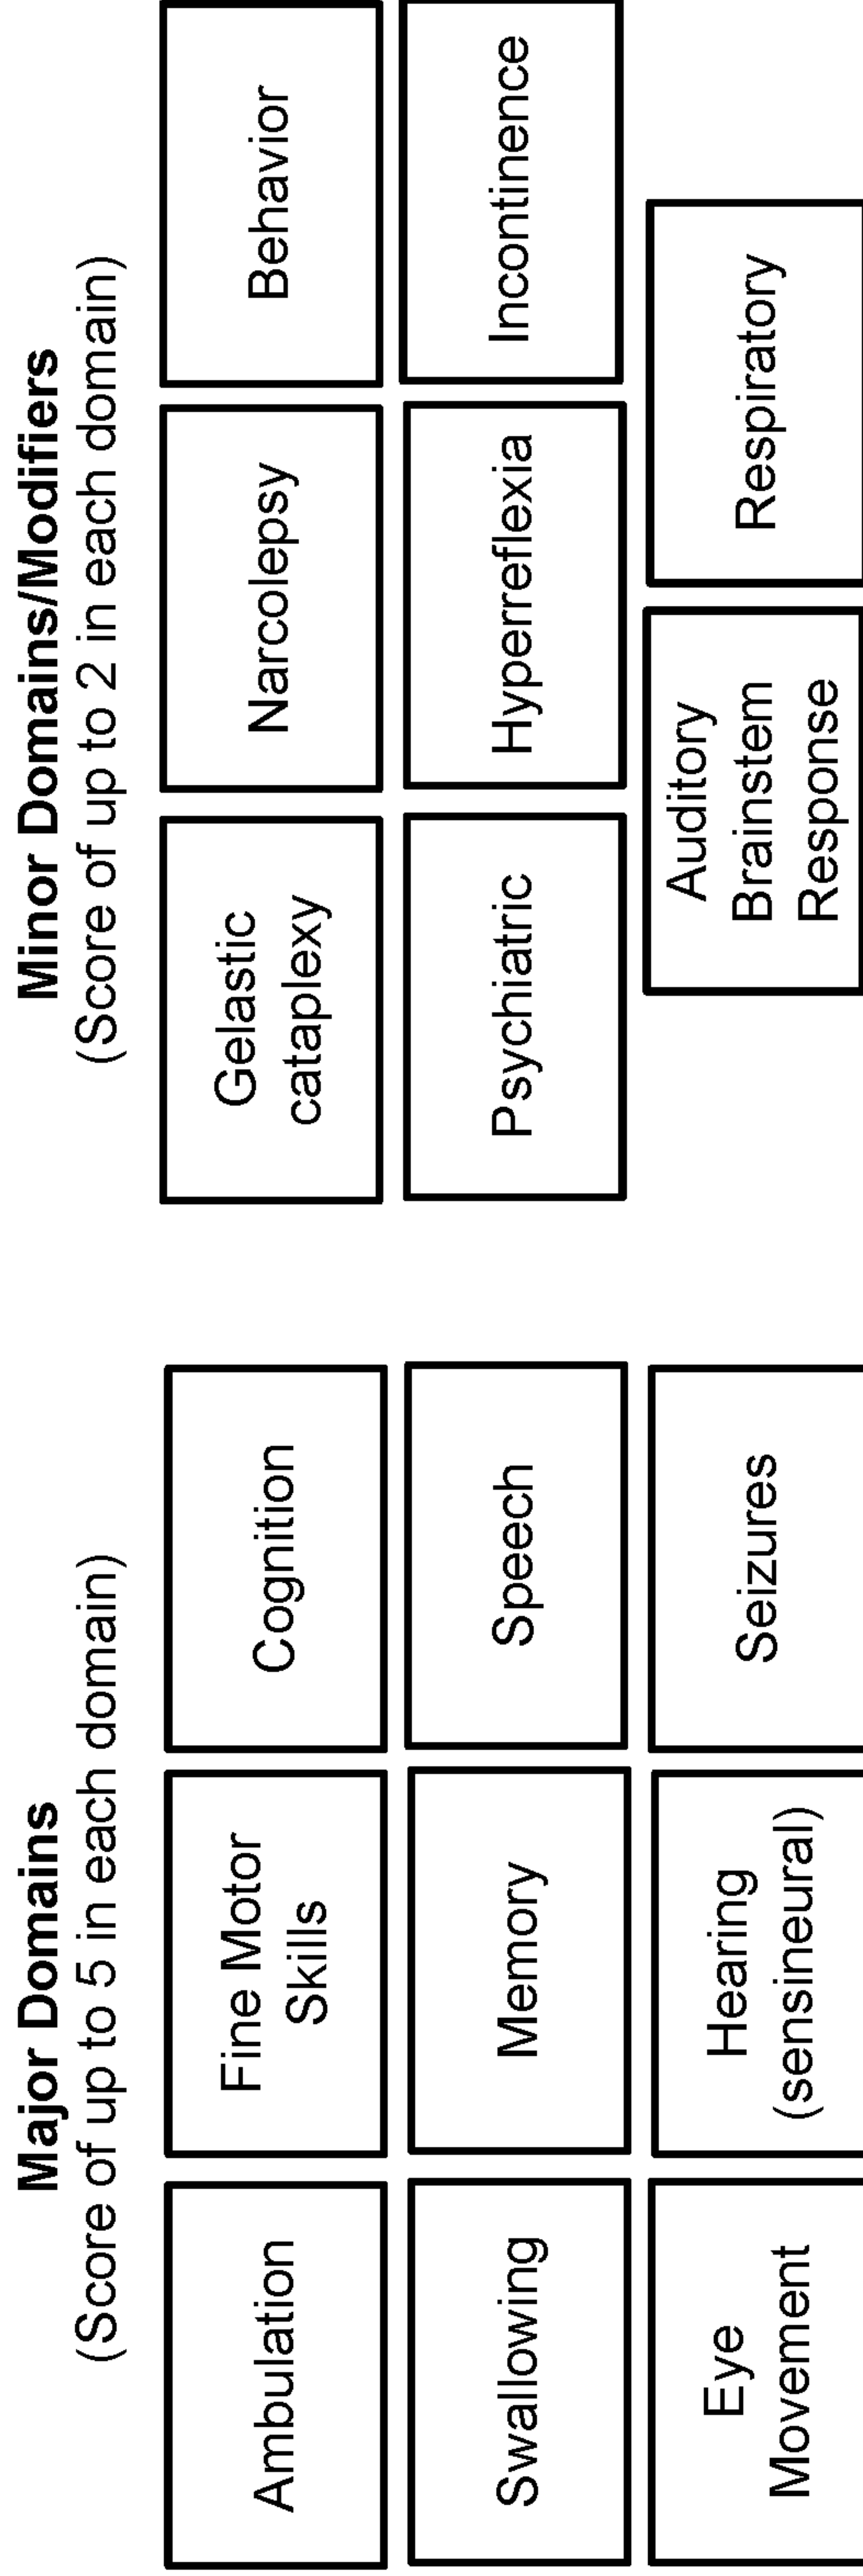 Major Domains
(Score of up to 5 in each domain)
Ambulation
Fine Motor
Skills
Cognition
Swallowing
Memory
Speech
Eye
Movement
Hearing
(sensineural)
Seizures
Minor Domains/Modifiers
(Score of up to 2 in each domain)
Gelastic
cataplexy
Narcolepsy
Behavior
Psychiatric
Hyperreflexia
Incontinence
Auditory
Brainstem
Response
Respiratory